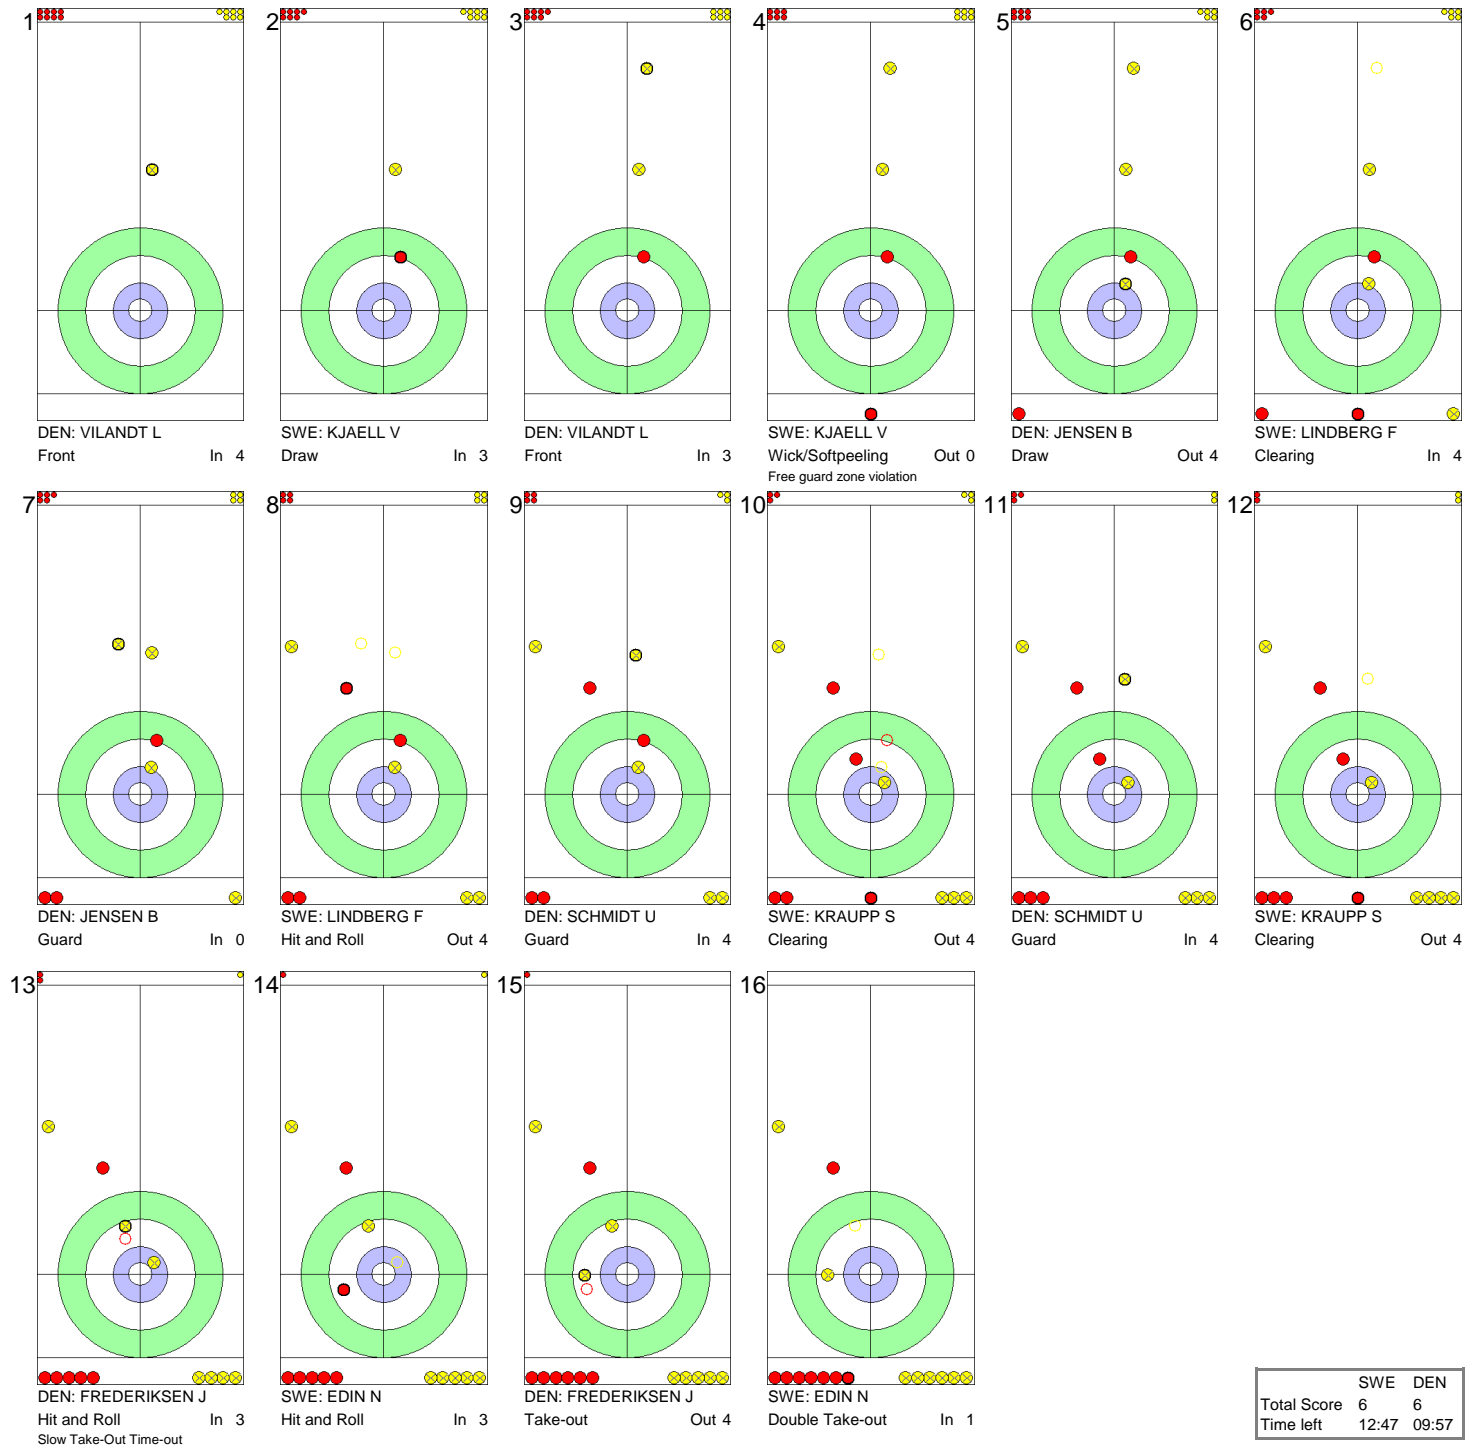 1 2 3 4 5 6
DEN: VILANDT L SWE: KJAELL V DEN: VILANDT L SWE: KJAELL V DEN: JENSEN B SWE: LINDBERG F
Front In 4 Draw In 3 Front In 3 Wick/Softpeeling Out 0 Draw Out 4 Clearing In 4
Free guard zone violation
7 8 9 10 11 12
DEN: JENSEN B SWE: LINDBERG F DEN: SCHMIDT U SWE: KRAUPP S DEN: SCHMIDT U SWE: KRAUPP S
Guard In 0 Hit and Roll Out 4 Guard In 4 Clearing Out 4 Guard In 4 Clearing Out 4
13 14 15 16
DEN: FREDERIKSEN J SWE: EDIN N DEN: FREDERIKSEN J SWE: EDIN N
Hit and Roll In 3 Hit and Roll In 3 Take-out Out 4 Double Take-out In 1
Slow Take-Out Time-out
SWE DEN
Total Score 6 6
Time left 12:47 09:57